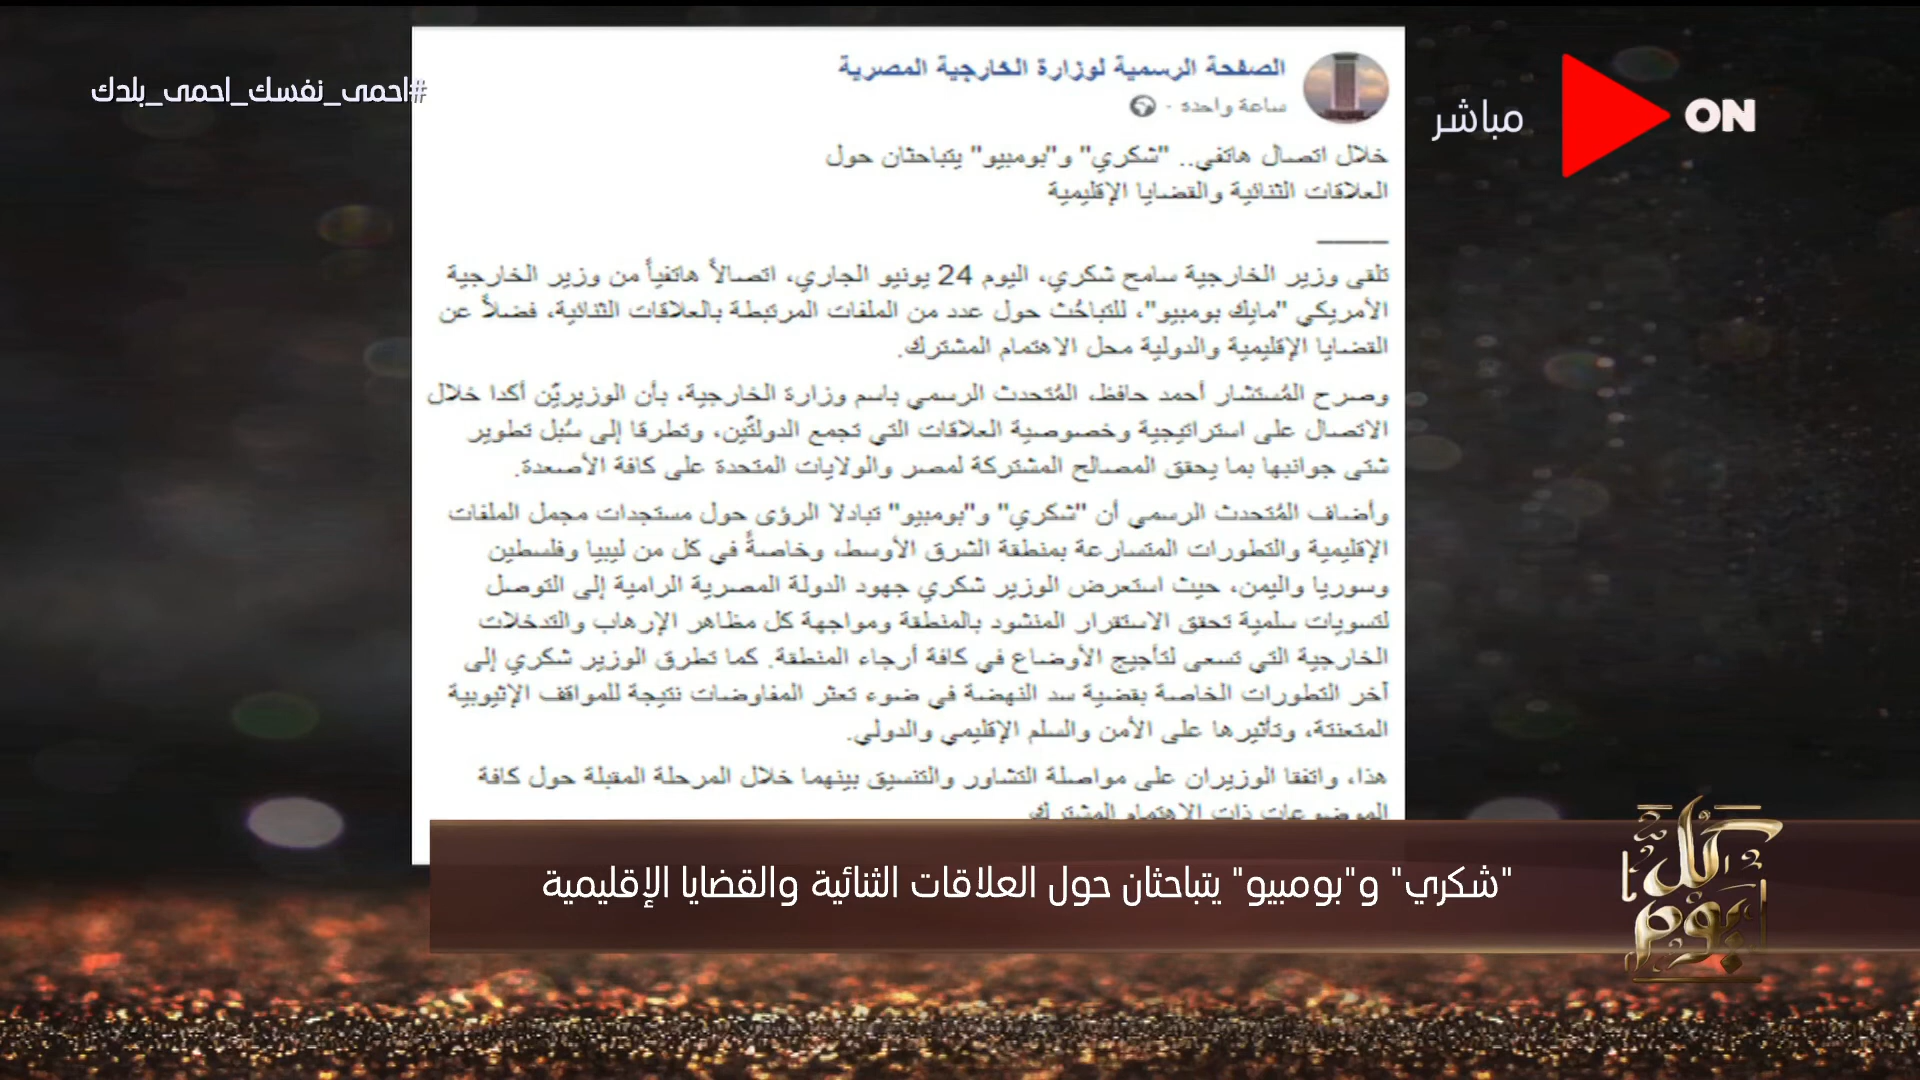 #احمى_نفسك_احمى_بلدك
مباشر
ON
الصفحة الرسمية لوزارة الخارجية المصرية
ساعة واحدة ·
خلال اتصال هاتفي.. "شكري" و"بومبيو" يتباحثان حول
العلاقات الثنائية والقضايا الإقليمية
تلقى وزير الخارجية سامح شكري، اليوم 24 يونيو الجاري، اتصالاً هاتفياً من وزير الخارجية
الأمريكي "مايك بومبيو"، للتباحُث حول عدد من الملفات المرتبطة بالعلاقات الثنائية، فضلاً عن
القضايا الإقليمية والدولية محل الاهتمام المشترك.
وصرح المُستشار أحمد حافظ، المُتحدث الرسمي باسم وزارة الخارجية، بأن الوزيريْن أكدا خلال
الاتصال على استراتيجية وخصوصية العلاقات التي تجمع الدولتْين، وتطرقا إلى سُبل تطوير
شتى جوانبها بما يحقق المصالح المشتركة لمصر والولايات المتحدة على كافة الأصعدة.
وأضاف المُتحدث الرسمي أن "شكري" و"بومبيو" تبادلا الرؤى حول مستجدات مجمل الملفات
الإقليمية والتطورات المتسارعة بمنطقة الشرق الأوسط، وخاصةً في كل من ليبيا وفلسطين
وسوريا واليمن، حيث استعرض الوزير شكري جهود الدولة المصرية الرامية إلى التوصل
لتسويات سلمية تحقق الاستقرار المنشود بالمنطقة ومواجهة كل مظاهر الإرهاب والتدخلات
الخارجية التي تسعى لتأجيج الأوضاع في كافة أرجاء المنطقة. كما تطرق الوزير شكري إلى
آخر التطورات الخاصة بقضية سد النهضة في ضوء تعثر المفاوضات نتيجة للمواقف الإثيوبية
المتعنتة، وتأثيرها على الأمن والسلم الإقليمي والدولي.
هذا، واتفقا الوزيران على مواصلة التشاور والتنسيق بينهما خلال المرحلة المقبلة حول كافة
الموضوعات ذات الاهتمام المشترك
"شكري" و"بومبيو" يتباحثان حول العلاقات الثنائية والقضايا الإقليمية
كل يوم